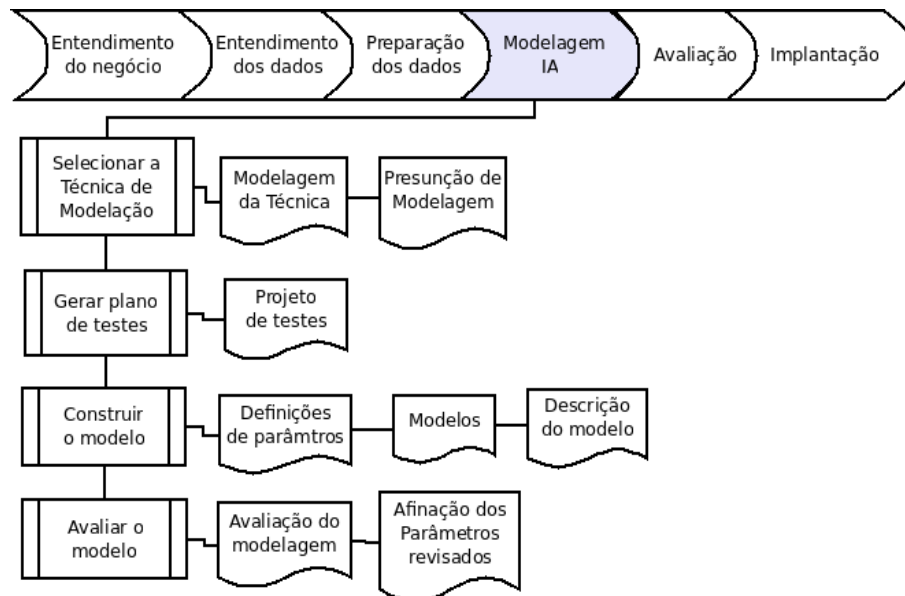 Entendimento
do negócio
Entendimento
dos dados
Preparação
dos dados
Modelagem
IA
Avaliação
Implantação
Selecionar a
Técnica de
Modelação
Modelagem
da Técnica
Presunção de
Modelagem
Gerar plano
de testes
Projeto
de testes
Construir
o modelo
Definições
de parâmtros
Modelos
Descrição
do modelo
Avaliar o
modelo
Avaliação do
modelagem
Afinação dos
Parâmetros
revisados